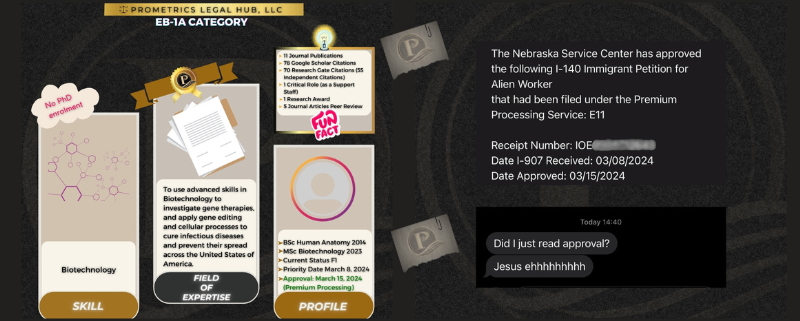 PROMETRICS LEGAL HUB, LLC
EB-1A CATEGORY
No PhD
enrolment
Biotechnology
SKILL
To use advanced skills in
Biotechnology to
investigate gene therapies,
and apply gene editing
and cellular processes to
cure infectious diseases
and prevent their spread
across the United States of
America.
FIELD
OF
EXPERTISE
11 Journal Publications
78 Google Scholar Citations
70 Research Gate Citations (55
Independent Citations)
1 Critical Role (as a Support
Staff)
1 Research Award
5 Journal Articles Peer Review
FUN
FACT
BSc Human Anatomy 2014
MSc Biotechnology 2023
Current Status F1
Priority Date March 8, 2024
Approval: March 15, 2024
(Premium Processing)
PROFILE
The Nebraska Service Center has approved
the following I-140 Immigrant Petition for
Alien Worker
that had been filed under the Premium
Processing Service: E11
Receipt Number: IOE
Date I-907 Received: 03/08/2024
Date Approved: 03/15/2024
Today 14:40
Did I just read approval?
Jesus ehhhhhhhhh